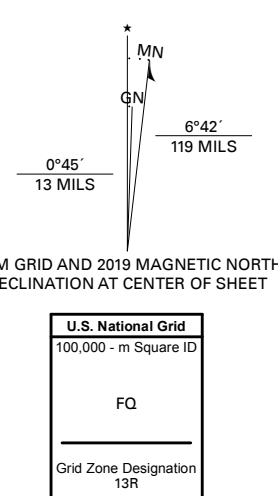 ★
MN
GN
6°42´
119 MILS
0°45´
13 MILS
M GRID AND 2019 MAGNETIC NORTH
ECLINATION AT CENTER OF SHEET
U.S. National Grid
100,000 - m Square ID
FQ
Grid Zone Designation
13R